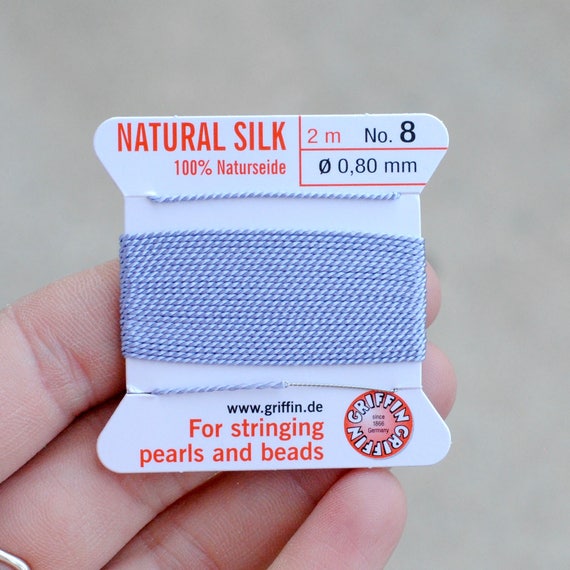 NATURAL SILK
100% Naturseide
2 m No. 8
Ø 0,80 mm
www.griffin.de
For stringing
pearls and beads
GRIFFIN GRIFFIN
since
1866
Germany